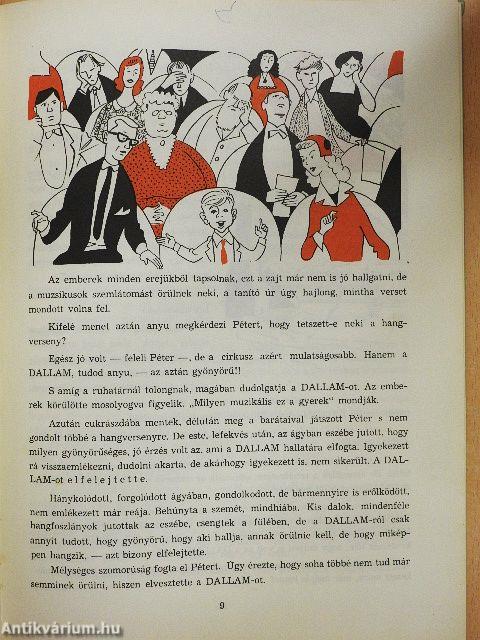 Az emberek minden erejükből tapsolnak, ezt a zajt már nem is jó hallgatni, de
a muzsikusok szemlátomást örülnek neki, a tanító úr úgy hajlong, mintha verset
mondott volna fel.
Kifelé menet aztán anyu megkérdezi Pétert, hogy tetszett-e neki a hang-
verseny?
Egész jó volt — feleli Péter —, de a cirkusz azért mulatságosabb. Hanem a
DALLAM, tudod anyu, — az aztán gyönyörű!!
S amíg a ruhatárnál tolongnak, magában dudolgatja a DALLAM-ot. Az embe-
rek körülötte mosolyogva figyelik. „Milyen muzikális ez a gyerek" mondják.
Azután cukrászdába mentek, délután meg a barátaival játszott Péter s nem
gondolt többé a hangversenyre. De este, lefekvés után, az ágyban eszébe jutott, hogy
milyen gyönyörűséges, jó érzés volt az, ami a DALLAM hallatára elfogta. Igyekezett
rá visszaemlékezni, dudolni akarta, de akárhogy igyekezett is, nem sikerült. A DAL-
LAM-ot elfelejtette.
Hánykolódott, forgolódott ágyában, gondolkodott, de bármennyire is erőlködött,
nem emlékezett már reája. Behúnyta a szemét, mindhiába. Kis dalok, mindenféle
hangfoszlányok jutottak az eszébe, csengtek a fülében, de a DALLAM-ról csak
annyit tudott, hogy gyönyörű, hogy aki hallja, annak örülnie kell, de hogy mikép-
pen hangzik, — azt bizony elfelejtette.
Mélységes szomorúság fogta el Pétert. Úgy érezte, hogy soha többé nem tud már
semminek örülni, hiszen elvesztette a DALLAM-ot.
9
Antikvárium.hu